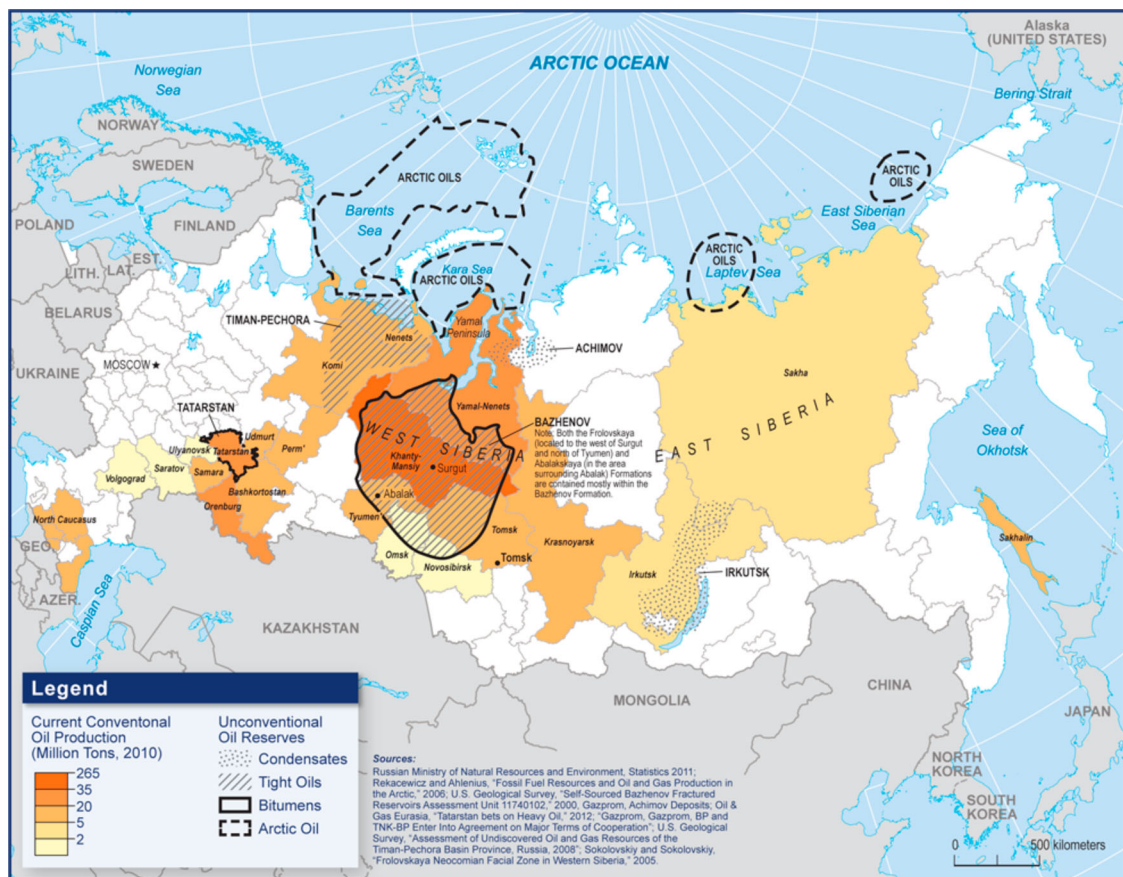 Alaska
(UNITED STATES)
ARCTIC OCEAN
Norwegian
Sea
Bering Strait
NORWAY
SWEDEN
ARCTIC OILS
ARCTIC
OILS
Barents
Sea
East Siberian
Sea
POLAND
FINLAND
ARCTIC
OILS
Laptev Sea
EST.
LITH.
LAT.
Kara Sea
ARCTIC OILS
BELARUS
TIMAN-PECHORA
Nenets
Yamal
Peninsula
Komi
ACHIMOV
UKRAINE
MOSCOW
Sakha
Yamal-Nenets
TATARSTAN
BAZHENOV
Note: Both the Frolovskaya
(located to the west of Surgut
and north of Tyumen) and
Abalakskaya (in the area
surrounding Abalak) Formations
are contained mostly within the
Bazhenov Formation.
WEST SIBERIA
EAST SIBERIA
Sea of
Okhotsk
Udmurt
Ulyanovsk
Tatarstan
Perm'
Khanty-
Mansiy
Surgut
Saratov
Samara
Volgograd
Bashkortostan
Abalak
Orenburg
Tyumen'
Tomsk
North Caucasus
Krasnoyarsk
Sakhalin
GEO.
Omsk
Tomsk
Novosibirsk
Irkutsk
IRKUTSK
AZER.
Caspian Sea
KAZAKHSTAN
MONGOLIA
CHINA
JAPAN
NORTH
KOREA
SOUTH
KOREA
Legend
Current Conventonal
Oil Production
(Million Tons, 2010)
265
35
20
5
2
Unconventional
Oil Reserves
Condensates
Tight Oils
Bitumens
Arctic Oil
Sources:
Russian Ministry of Natural Resources and Environment, Statistics 2011;
Rekacewicz and Ahlenius, "Fossil Fuel Resources and Oil and Gas Production in
the Arctic," 2006; U.S. Geological Survey, "Self-Sourced Bazhenov Fractured
Reservoirs Assessment Unit 11740102," 2000, Gazprom, Achimov Deposits; Oil &
Gas Eurasia, "Tatarstan bets on Heavy Oil," 2012; "Gazprom, Gazprom, BP and
TNK-BP Enter Into Agreement on Major Terms of Cooperation"; U.S. Geological
Survey, "Assessment of Undiscovered Oil and Gas Resources of the
Timan-Pechora Basin Province, Russia, 2008"; Sokolovskiy and Sokolovskiy,
"Frolovskaya Neocomian Facial Zone in Western Siberia," 2005.
0 500 kilometers